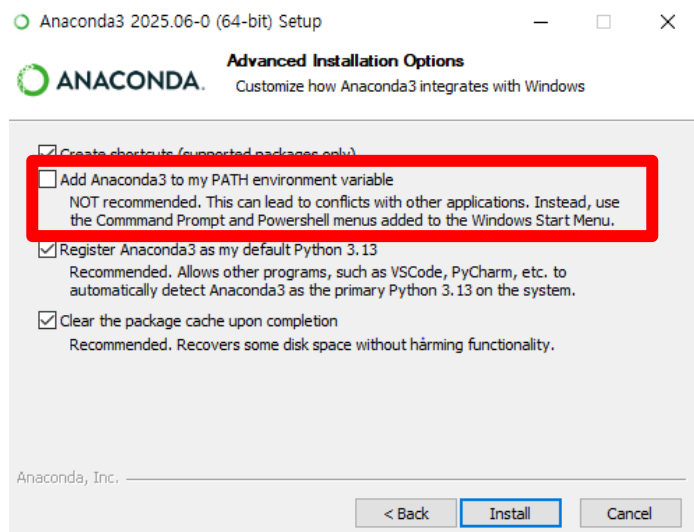 Anaconda3 2025.06-0 (64-bit) Setup
ANACONDA.
Advanced Installation Options
Customize how Anaconda3 integrates with Windows
Create shortcuts (supported packages only)
Add Anaconda3 to my PATH environment variable
NOT recommended. This can lead to conflicts with other applications. Instead, use
the Commmand Prompt and Powershell menus added to the Windows Start Menu.
Register Anaconda3 as my default Python 3.13
Recommended. Allows other programs, such as VSCode, PyCharm, etc. to
automatically detect Anaconda3 as the primary Python 3.13 on the system.
Clear the package cache upon completion
Recommended. Recovers some disk space without harming functionality.
Anaconda, Inc.
< Back
Install
Cancel